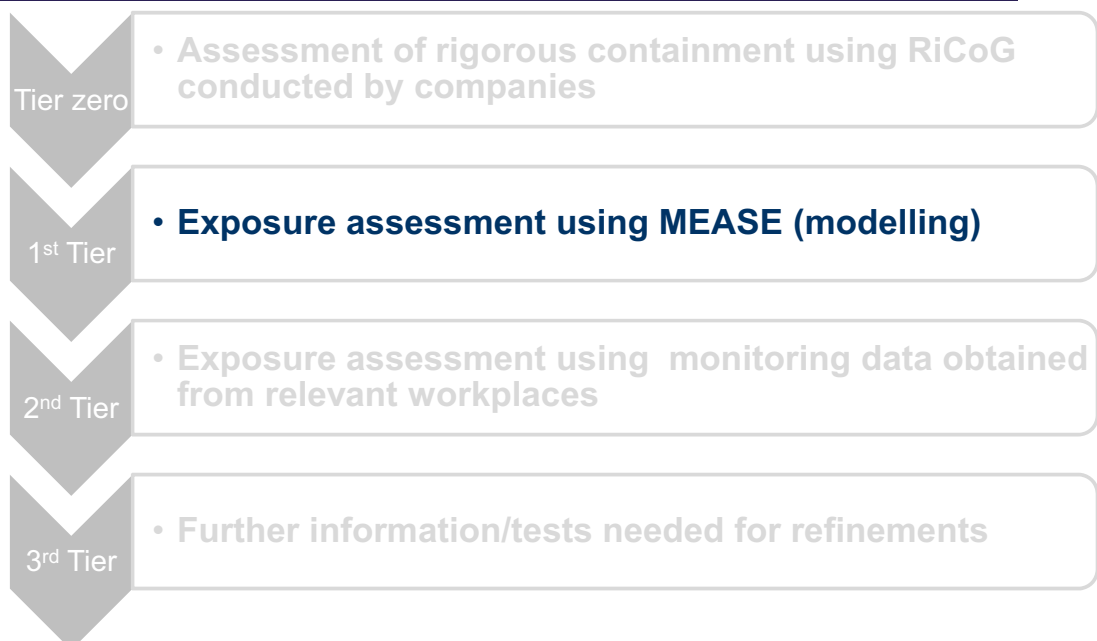 Tier zero
• Assessment of rigorous containment using RiCoG
conducted by companies
1st Tier
• Exposure assessment using MEASE (modelling)
2nd Tier
• Exposure assessment using  monitoring data obtained
from relevant workplaces
3rd Tier
• Further information/tests needed for refinements